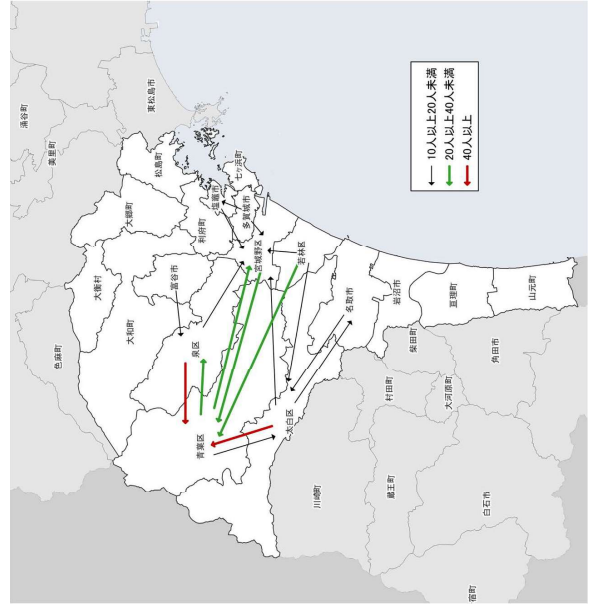 涌谷町
美里町
東松島市
松島町
大郷町
利府町
塩竈市
七ヶ浜町
多賀城市
大衡村
色麻町
大和町
富谷市
宮城野区
泉区
若林区
青葉区
太白区
名取市
岩沼市
亘理町
山元町
柴田町
角田市
村田町
大河原町
川崎町
蔵王町
白石市
宿町
10人以上20人未満
20人以上40人未満
40人以上